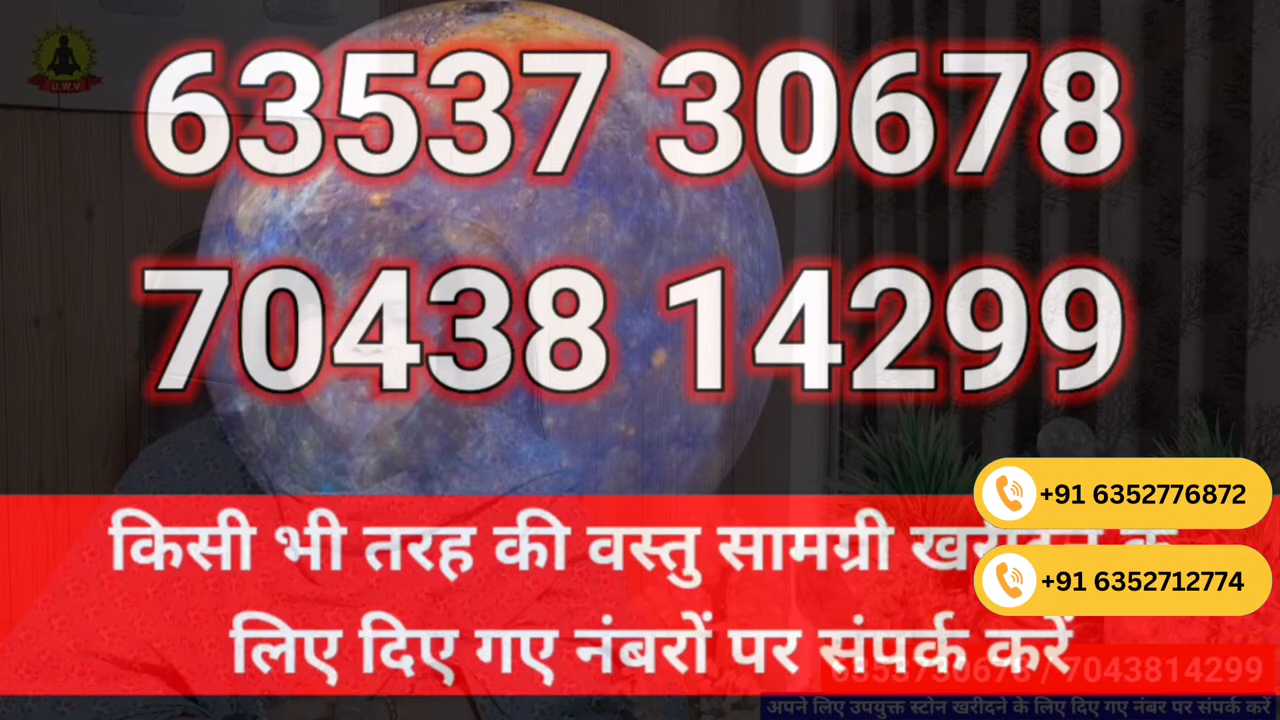 U.W.V
63537 30678
70438 14299
+91 6352776872
किसी भी तरह की वस्तु सामग्री
+91 6352712774
लिए दिए गए नंबरों पर संपर्क करें
6353730678 / 7043814299
अपने लिए उपयुक्त स्टोन खरीदने के लिए दिए गए नंबर पर संपर्क करें